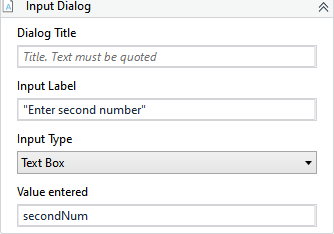 Input Dialog
Dialog Title
Title. Text must be quoted
Input Label
"Enter second number"
Input Type
Text Box
Value entered
secondNum